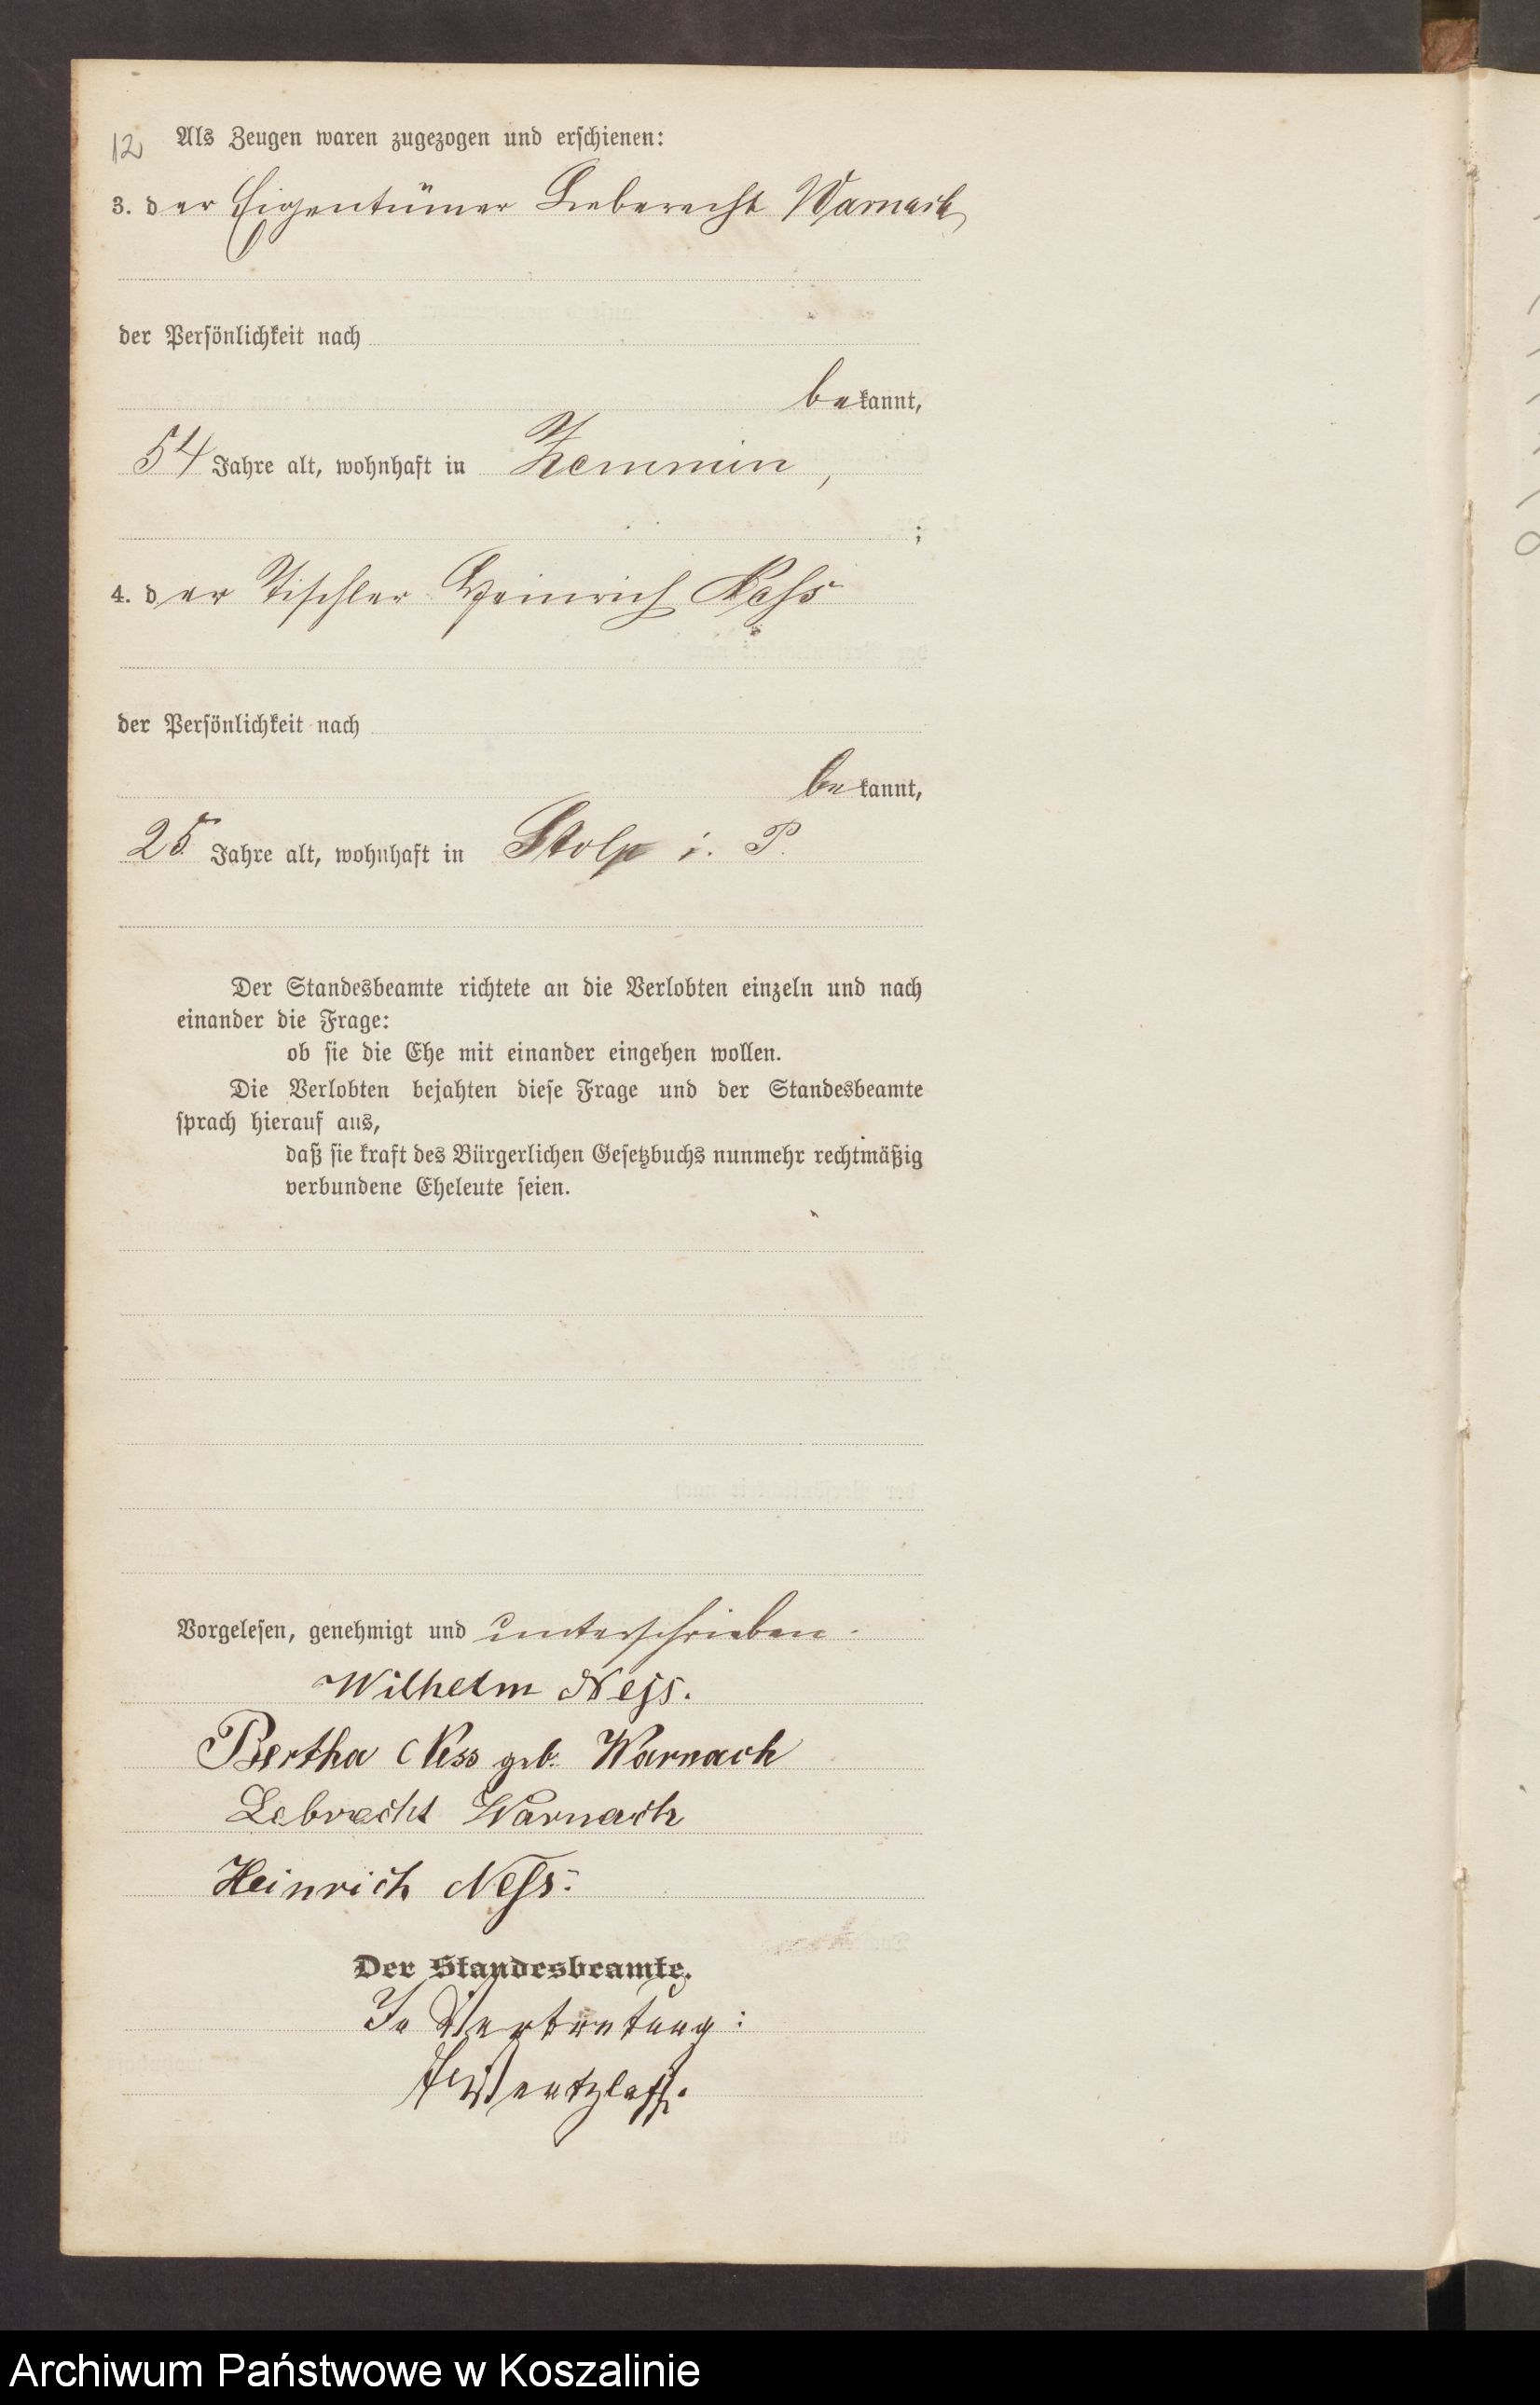 12 Als Zeugen waren zugezogen und erschienen:
3. der Eigentümer Leberecht Warnack
der Persönlichkeit nach
bekannt,
54 Jahre alt, wohnhaft in Zemmin,
;
4. der Tischler Heinrich Ness
der Persönlichkeit nach
bekannt,
25 Jahre alt, wohnhaft in Stolp i. P.
Der Standesbeamte richtete an die Verlobten einzeln und nach
einander die Frage:
ob sie die Ehe mit einander eingehen wollen.
Die Verlobten bejahten diese Frage und der Standesbeamte
sprach hierauf aus,
daß sie kraft des Bürgerlichen Gesetzbuchs nunmehr rechtmäßig
verbundene Eheleute seien.
Vorgelesen, genehmigt und unterschrieben.
Wilhelm Ness.
Bertha Ness geb. Warnack
Lebrecht Warnack
Heinrich Ness.
Der Standesbeamte.
In Vertretung:
Wentzlaff.
Archiwum Państwowe w Koszalinie